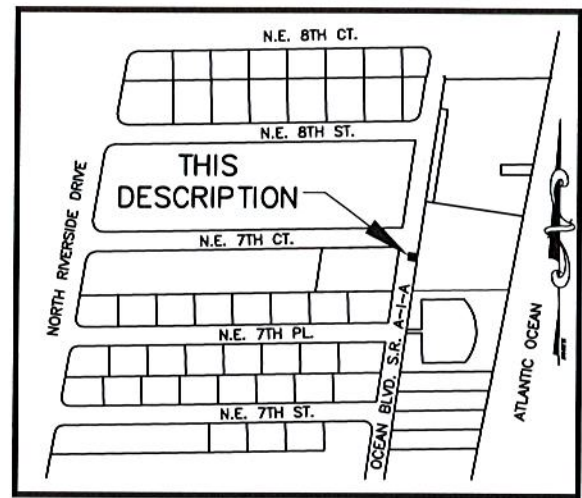 N.E. 8TH CT.
N.E. 8TH ST.
THIS
DESCRIPTION
NORTH RIVERSIDE DRIVE
N.E. 7TH CT.
N.E. 7TH PL.
OCEAN BLVD. S.R. A-1-A
ATLANTIC OCEAN
N.E. 7TH ST.